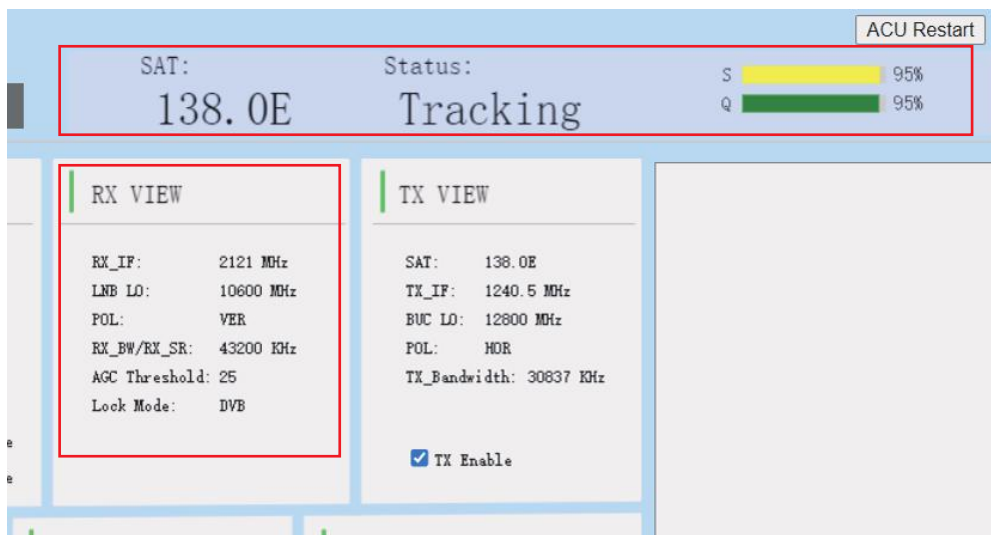 ACU Restart
SAT: Status:
138.0E Tracking
S 95%
Q 95%
RX VIEW
RX_IF: 2121 MHz
LNB LO: 10600 MHz
POL: VER
RX_BW/RX_SR: 43200 KHz
AGC Threshold: 25
Lock Mode: DVB
TX VIEW
SAT: 138.0E
TX_IF: 1240.5 MHz
BUC LO: 12800 MHz
POL: HOR
TX_Bandwidth: 30837 KHz
TX Enable
e
e